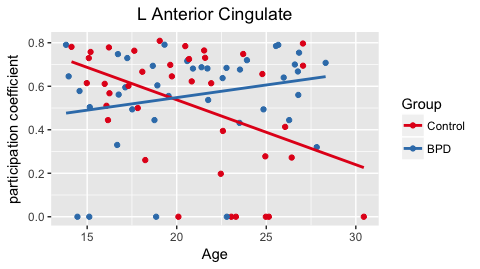 L Anterior Cingulate
participation coefficient
0.8
0.6
0.4
0.2
0.0
15
20
25
30
Age
Group
Control
BPD